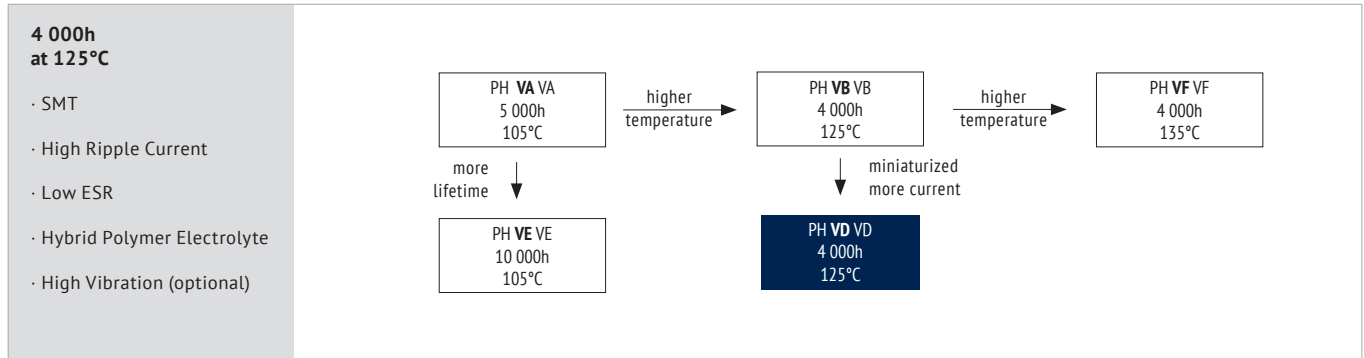 4 000h
at 125°C
· SMT
· High Ripple Current
· Low ESR
· Hybrid Polymer Electrolyte
· High Vibration (optional)
PH VA VA
5 000h
105°C
higher
temperature
PH VB VB
4 000h
125°C
higher
temperature
PH VF VF
4 000h
135°C
more
lifetime
miniaturized
more current
PH VE VE
10 000h
105°C
PH VD VD
4 000h
125°C